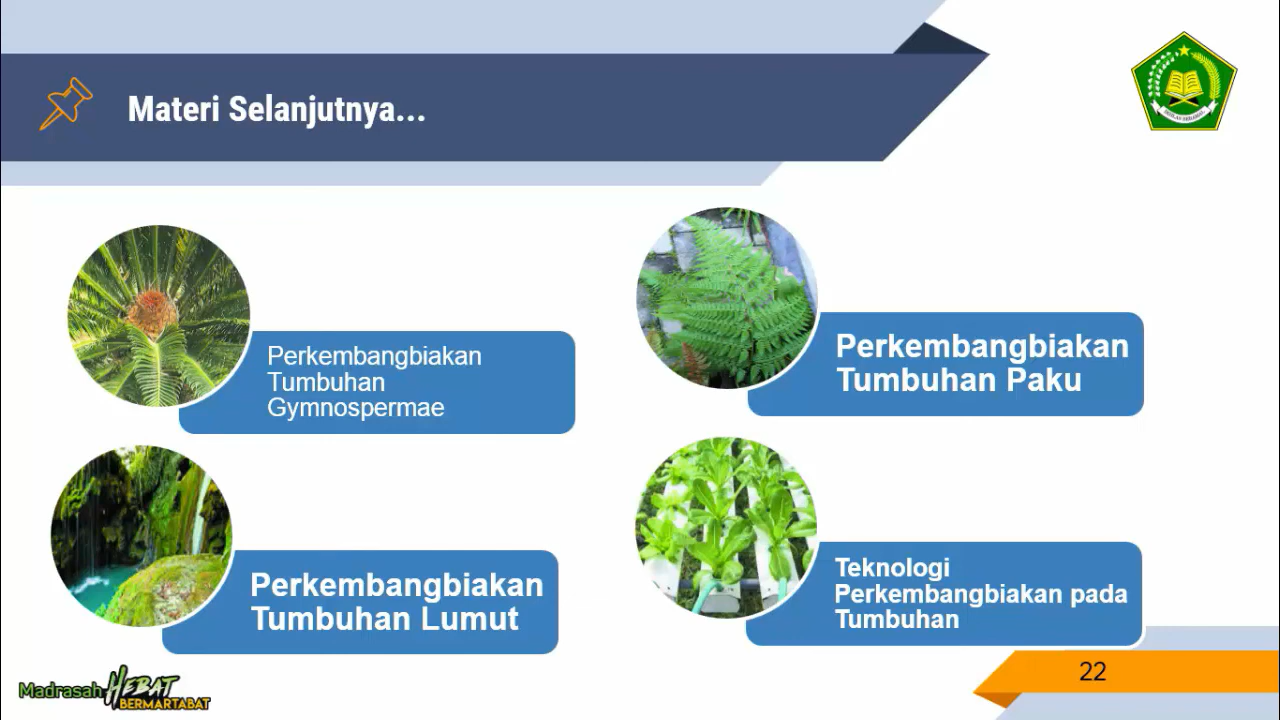 Materi Selanjutnya...
Perkembangbiakan
Tumbuhan
Gymnospermae
Perkembangbiakan
Tumbuhan Paku
Perkembangbiakan
Tumbuhan Lumut
Teknologi
Perkembangbiakan pada
Tumbuhan
Madrasah HEBAT
BERMARTABAT
22